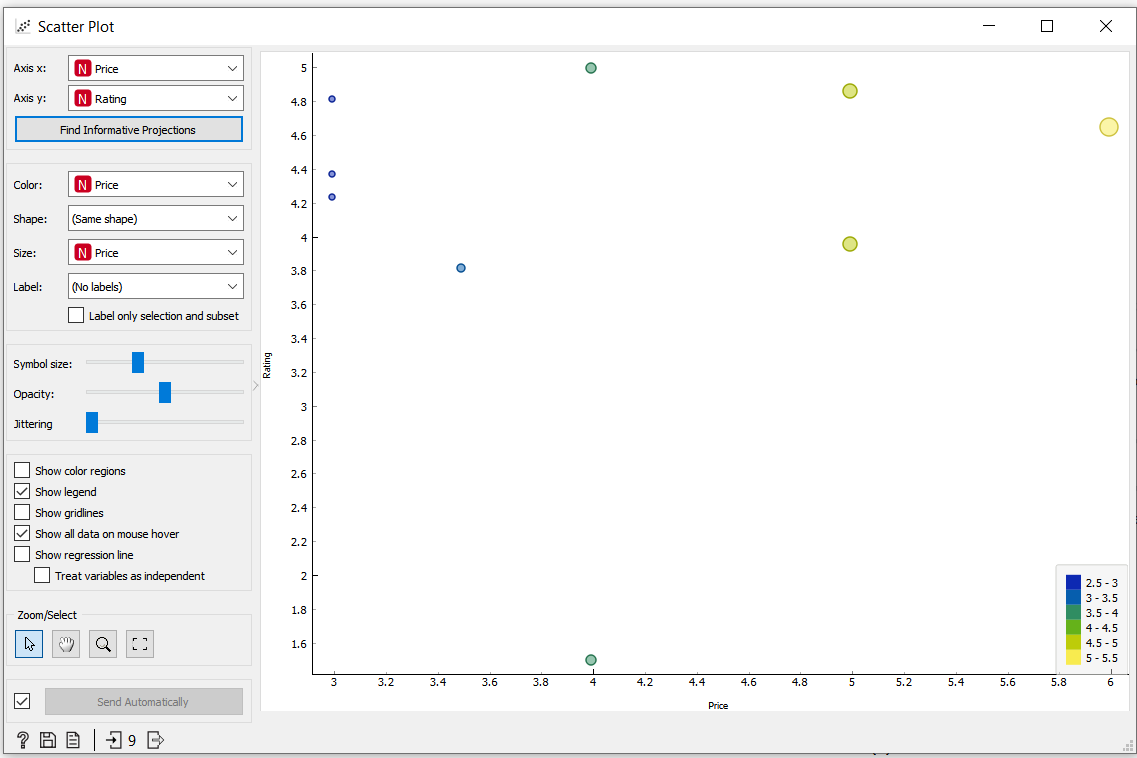 Scatter Plot
Axis x: N Price
Axis y: N Rating
Find Informative Projections
Color: N Price
Shape: (Same shape)
Size: N Price
Label: (No labels)
Label only selection and subset
Symbol size:
Opacity:
Jittering
Show color regions
Show legend
Show gridlines
Show all data on mouse hover
Show regression line
Treat variables as independent
Zoom/Select
Send Automatically
? 9
5
4.8
4.6
4.4
4.2
4
3.8
3.6
3.4
3.2
3
2.8
2.6
2.4
2.2
2
1.8
1.6
Rating
3 3.2 3.4 3.6 3.8 4 4.2 4.4 4.6 4.8 5 5.2 5.4 5.6 5.8 6
Price
2.5 - 3
3 - 3.5
3.5 - 4
4 - 4.5
4.5 - 5
5 - 5.5